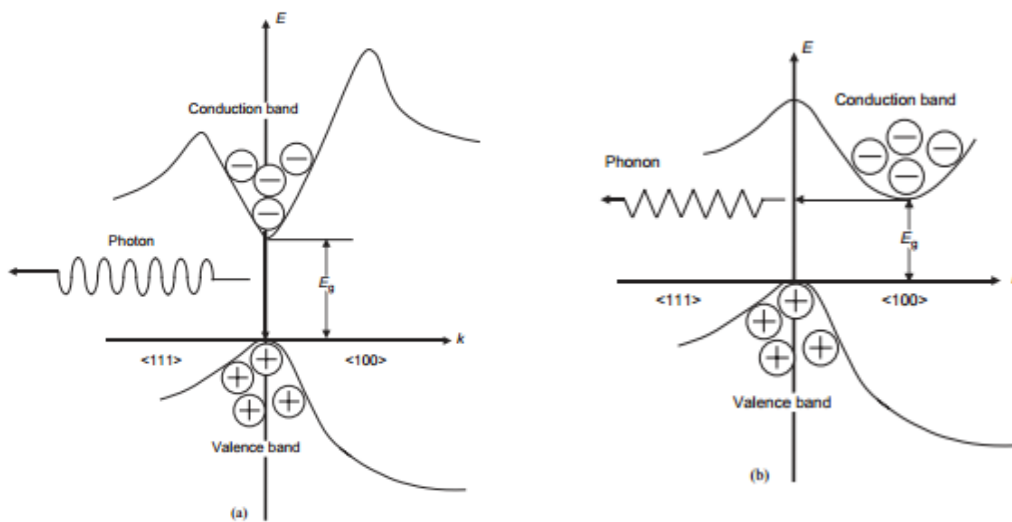 E
Conduction band
Photon
Eg
k
<111>
<100>
Valence band
(a)
E
Conduction band
Phonon
Eg
<111>
<100>
Valence band
(b)